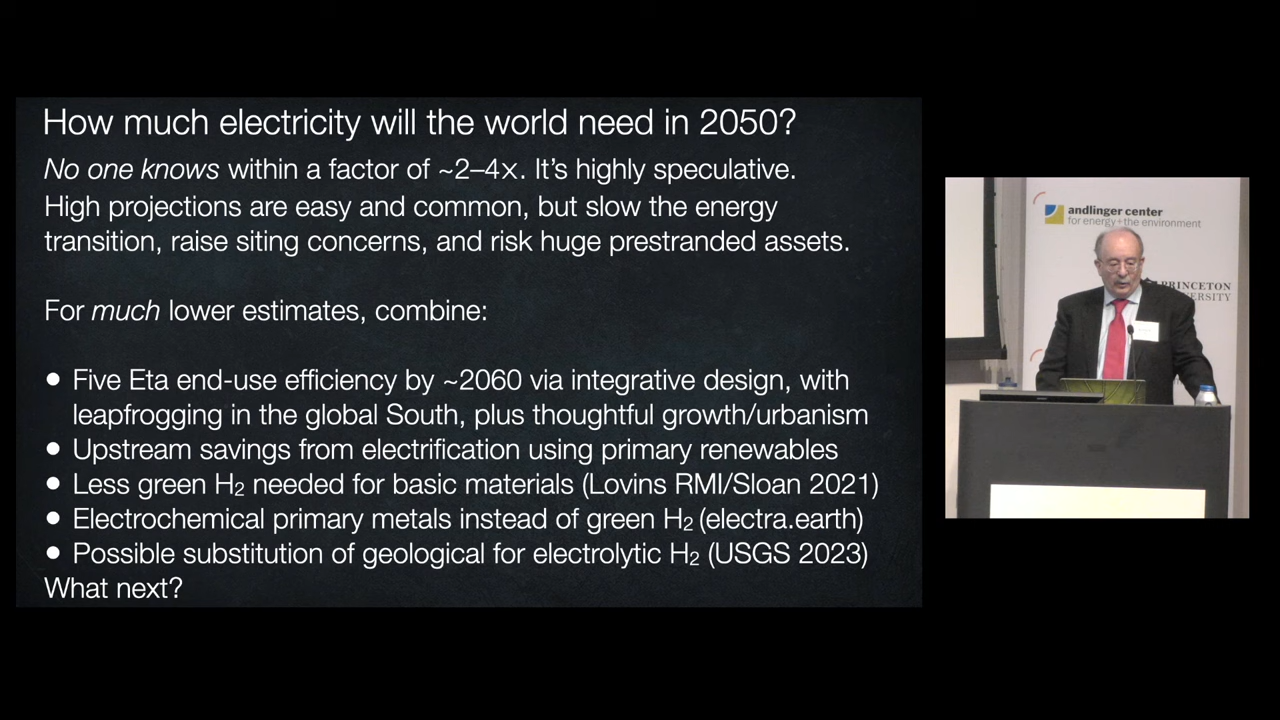 How much electricity will the world need in 2050?
No one knows within a factor of ~2–4×. It's highly speculative.
High projections are easy and common, but slow the energy
transition, raise siting concerns, and risk huge prestranded assets.
For much lower estimates, combine:
● Five Eta end-use efficiency by ~2060 via integrative design, with
leapfrogging in the global South, plus thoughtful growth/urbanism
● Upstream savings from electrification using primary renewables
● Less green H₂ needed for basic materials (Lovins RMI/Sloan 2021)
● Electrochemical primary metals instead of green H₂ (electra.earth)
● Possible substitution of geological for electrolytic H₂ (USGS 2023)
What next?
andlinger center
for energy+the environment
PRINCETON